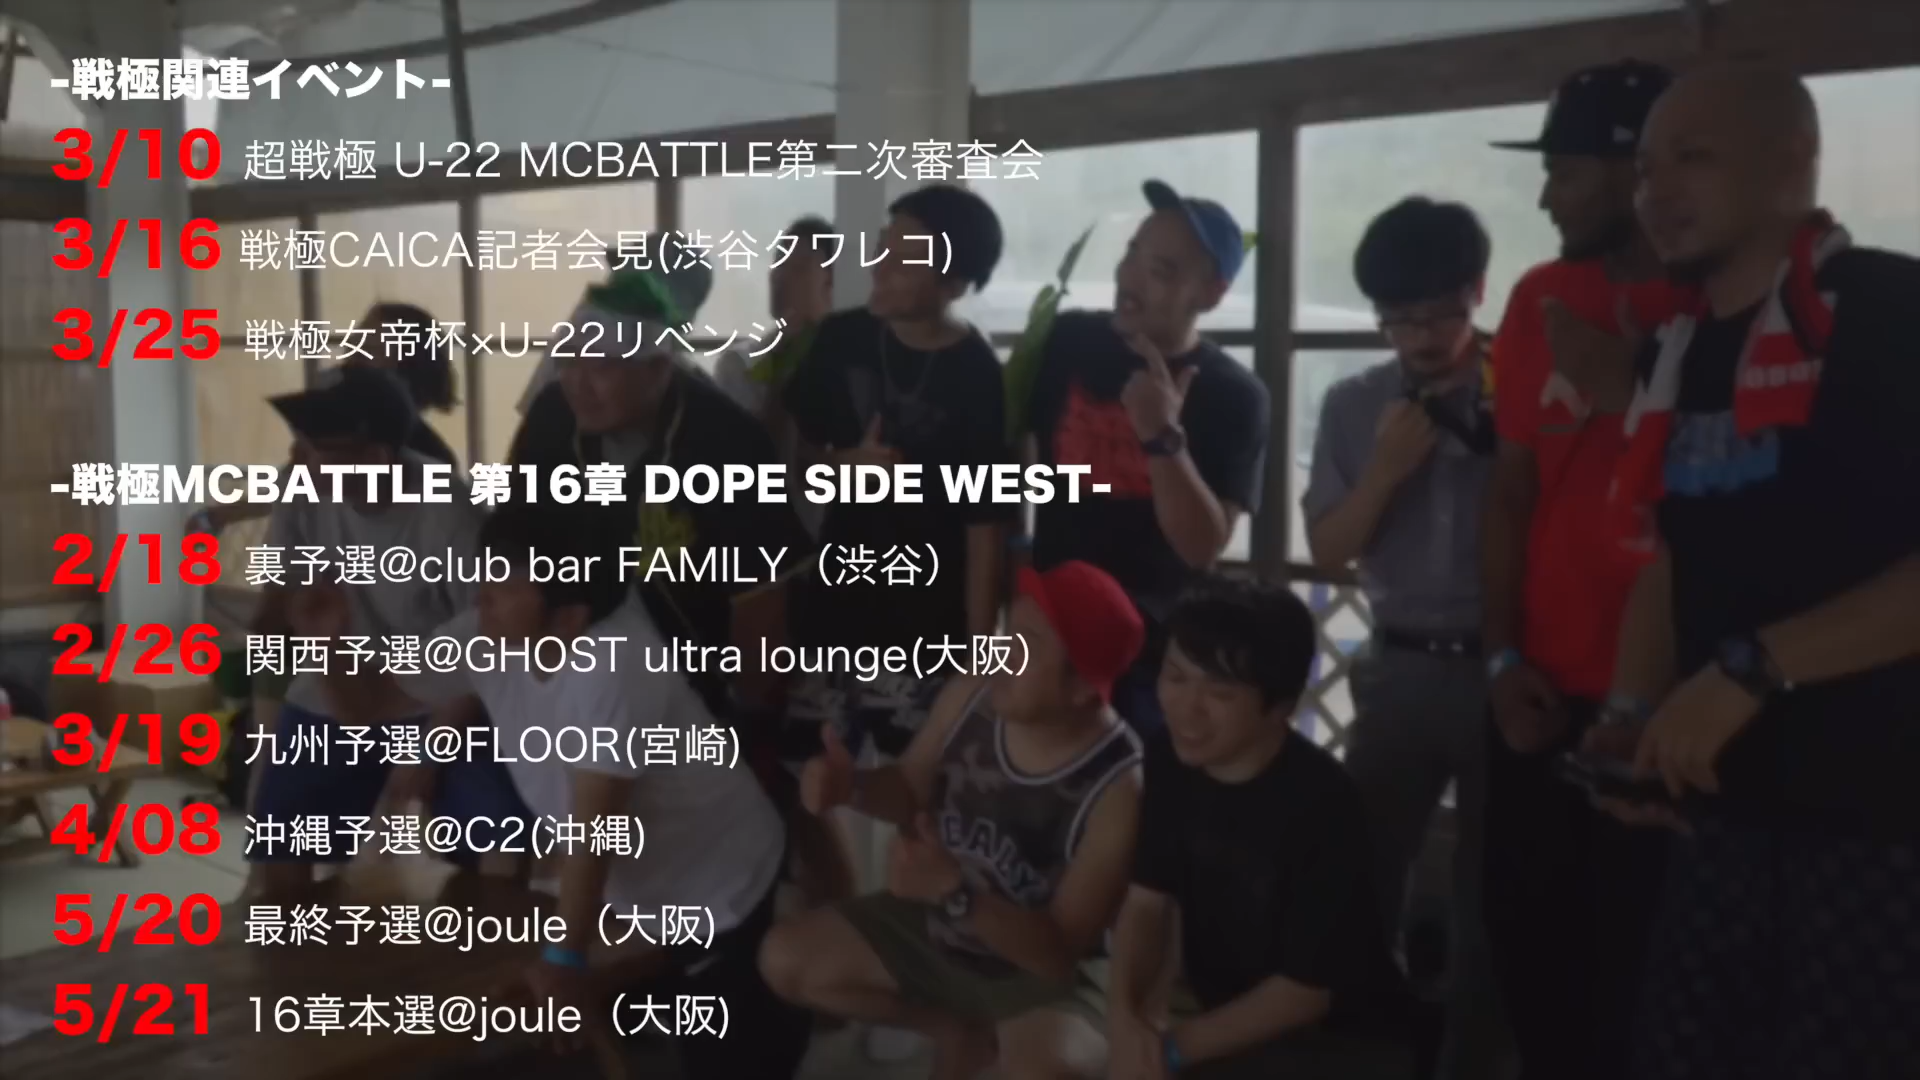 -戦極関連イベント-
3/10 超戦極 U-22 MCBATTLE第二次審査会
3/16 戦極CAICA記者会見(渋谷タワレコ)
3/25 戦極女帝杯×U-22リベンジ
-戦極MCBATTLE 第16章 DOPE SIDE WEST-
2/18 裏予選@club bar FAMILY（渋谷）
2/26 関西予選@GHOST ultra lounge(大阪）
3/19 九州予選@FLOOR(宮崎)
4/08 沖縄予選@C2(沖縄)
5/20 最終予選@joule（大阪)
5/21 16章本選@joule（大阪)